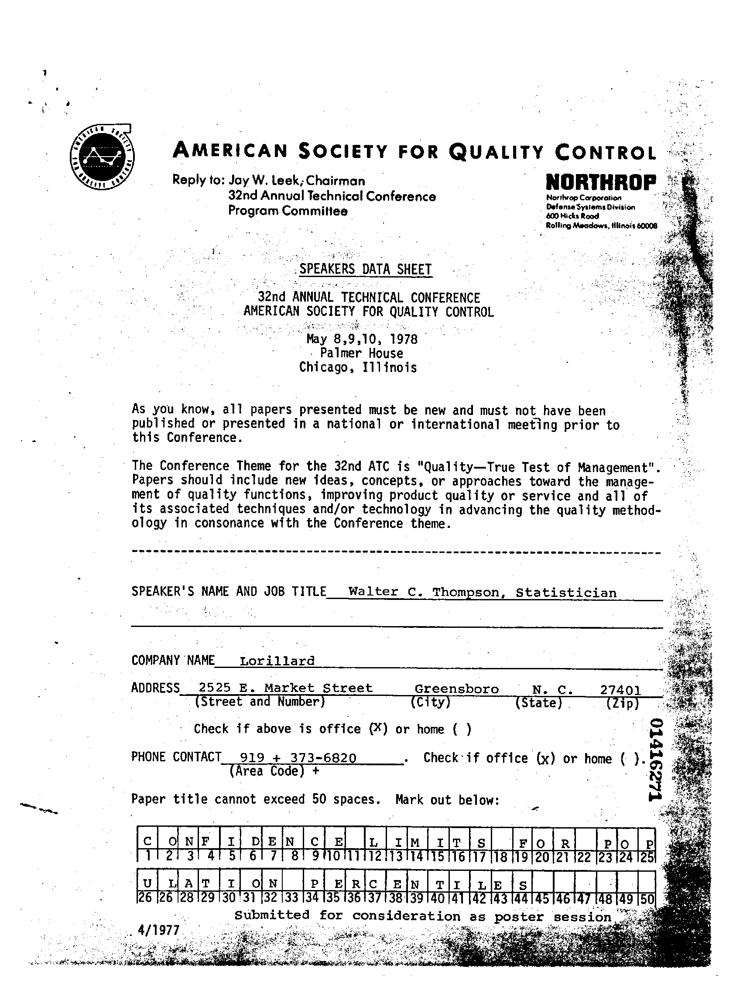 AMERICAN SOCIETY FOR QUALITY CONTROL
AMERICAN SOCIETY FOR QUALITY CONTROL
Reply to: Jay W. Leek, Chairman
32nd Annual Technical Conference
Program Committee
NORTHROP
Northrop Corporation
Defense Systems Division
600 Hicks Road
Rolling Meadows, Illinois 60008
SPEAKERS DATA SHEET
32nd ANNUAL TECHNICAL CONFERENCE
AMERICAN SOCIETY FOR QUALITY CONTROL
May 8,9,10, 1978
Palmer House
Chicago, Illinois
As you know, all papers presented must be new and must not have been
published or presented in a national or international meeting prior to
this Conference.
The Conference Theme for the 32nd ATC is "Quality—True Test of Management".
Papers should include new ideas, concepts, or approaches toward the manage-
ment of quality functions, improving product quality or service and all of
its associated techniques and/or technology in advancing the quality method-
ology in consonance with the Conference theme.
SPEAKER'S NAME AND JOB TITLE Walter C. Thompson, Statistician
COMPANY NAME Lorillard
ADDRESS 2525 E. Market Street Greensboro N. C. 27401
(Street and Number) (City) (State) (Zip)
Check if above is office (X) or home ( )
PHONE CONTACT 919 + 373-6820 . Check if office (x) or home ( ).
(Area Code) +
01416271
Paper title cannot exceed 50 spaces. Mark out below:
C O N F I D E N C E L I M I T S F O R P O P
1 2 3 4 5 6 7 8 9 10 11 12 13 14 15 16 17 18 19 20 21 22 23 24 25
U L A T I O N P E R C E N T I L E S
26 26 28 29 30 31 32 33 34 35 36 37 38 39 40 41 42 43 44 45 46 47 48 49 50
Submitted for consideration as poster session
4/1977